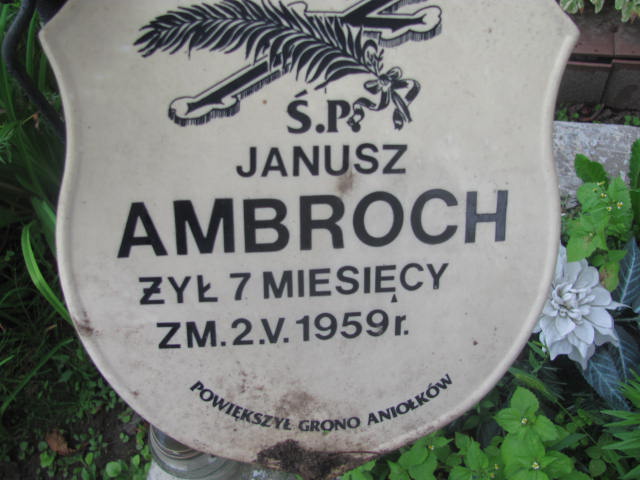 Ś.P.
JANUSZ
AMBROCH
ŻYŁ 7 MIESIĘCY
ZM. 2.V. 1959 r.
POWIĘKSZYŁ GRONO ANIOŁKÓW